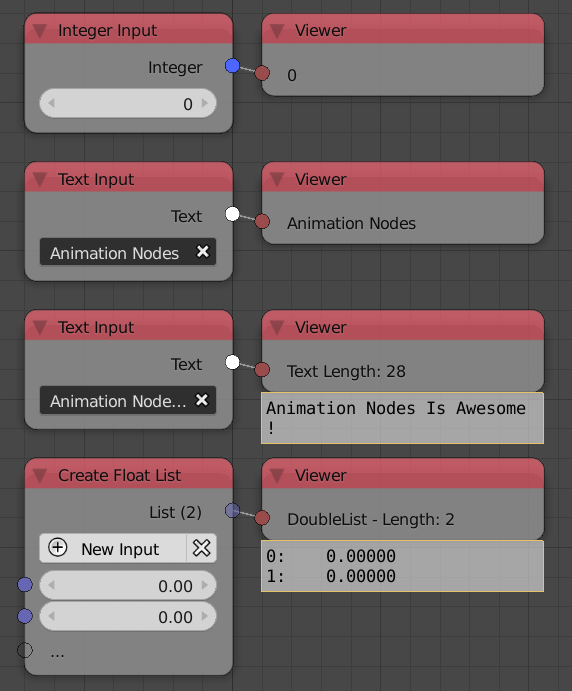 Integer Input
Integer
0
Viewer
0
Text Input
Text
Animation Nodes
Viewer
Animation Nodes
Text Input
Text
Animation Node...
Viewer
Text Length: 28
Animation Nodes Is Awesome
!
Create Float List
List (2)
New Input
0.00
0.00
...
Viewer
DoubleList - Length: 2
0: 0.00000
1: 0.00000